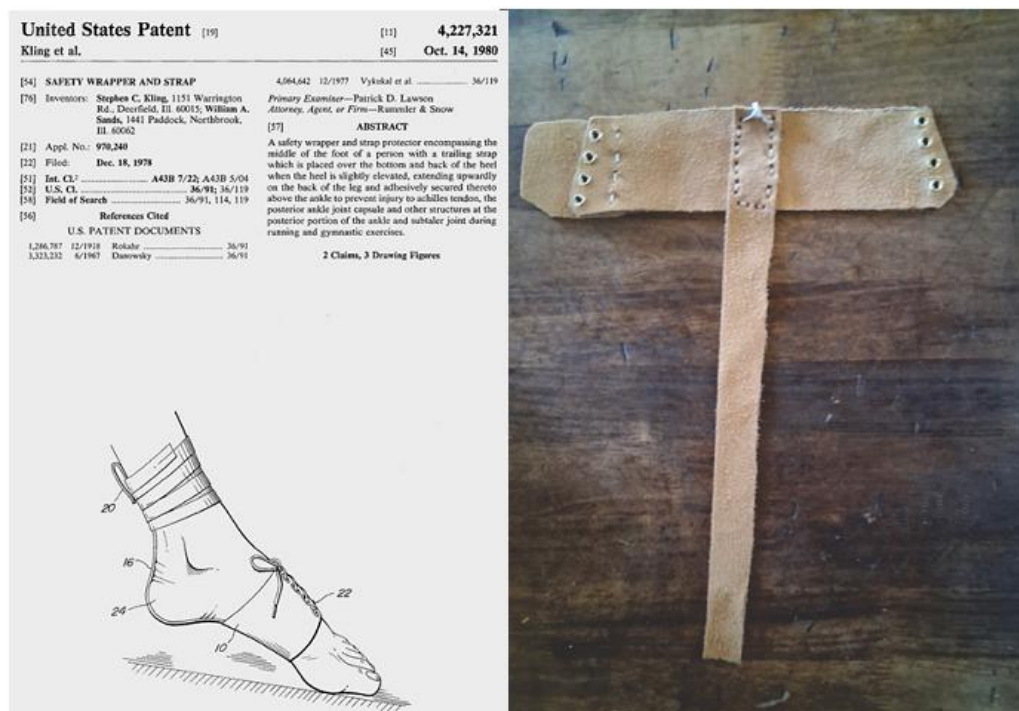 United States Patent [19]
Kling et al.
[11] 4,227,321
[45] Oct. 14, 1980
[54] SAFETY WRAPPER AND STRAP
[76] Inventors: Stephen C. Kling, 1151 Warrington
Rd., Deerfield, Ill. 60015; William A.
Sands, 1441 Paddock, Northbrook,
Ill. 60062
[21] Appl. No.: 970,240
[22] Filed: Dec. 18, 1978
[51] Int. Cl.² ........................ A43B 7/22; A43B 5/04
[52] U.S. Cl. ........................ 36/91; 36/119
[58] Field of Search ........................ 36/91, 114, 119
[56] References Cited
U.S. PATENT DOCUMENTS
1,286,787 12/1918 Rokahr ........................ 36/91
3,323,232 6/1967 Danowsky ........................ 36/91
4,064,642 12/1977 Vykukal et al. ........................ 36/119
Primary Examiner—Patrick D. Lawson
Attorney, Agent, or Firm—Rummler & Snow
[57] ABSTRACT
A safety wrapper and strap protector encompassing the
middle of the foot of a person with a trailing strap
which is placed over the bottom and back of the heel
when the heel is slightly elevated, extending upwardly
on the back of the leg and adhesively secured thereto
above the ankle to prevent injury to achilles tendon, the
posterior ankle joint capsule and other structures at the
posterior portion of the ankle and subtaler joint during
running and gymnastic exercises.
2 Claims, 3 Drawing Figures
20
16
24
10
22